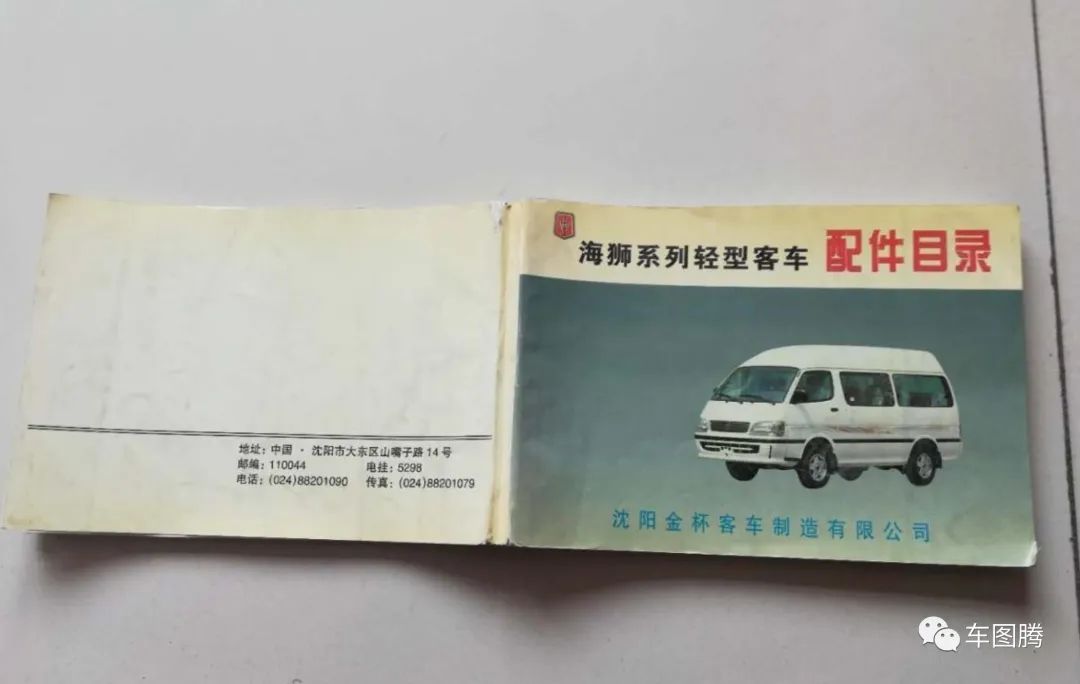 海狮系列轻型客车 配件目录
沈阳金杯客车制造有限公司
地址: 中国·沈阳市大东区山嘴子路14号
邮编: 110044 电挂: 5298
电话: (024)88201090 传真: (024)88201079
车图腾